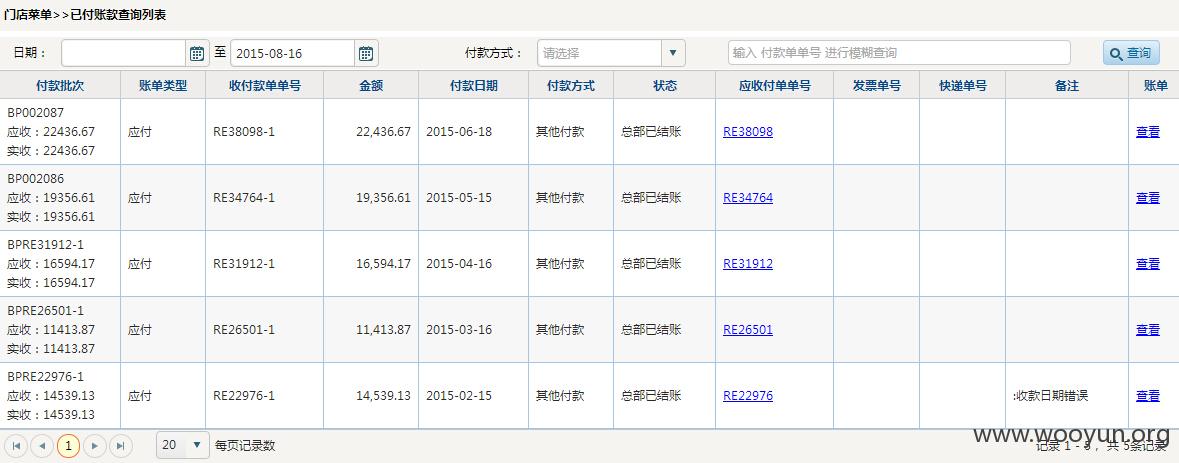 门店菜单>>已付账款查询列表
日期： 至 2015-08-16 付款方式： 请选择 输入 付款单单号 进行模糊查询 查询
付款批次 账单类型 收付款单单号 金额 付款日期 付款方式 状态 应收付单单号 发票单号 快递单号 备注 账单
BP002087
应收：22436.67 应付 RE38098-1 22,436.67 2015-06-18 其他付款 总部已结账 RE38098 查看
实收：22436.67
BP002086
应收：19356.61 应付 RE34764-1 19,356.61 2015-05-15 其他付款 总部已结账 RE34764 查看
实收：19356.61
BPRE31912-1
应收：16594.17 应付 RE31912-1 16,594.17 2015-04-16 其他付款 总部已结账 RE31912 查看
实收：16594.17
BPRE26501-1
应收：11413.87 应付 RE26501-1 11,413.87 2015-03-16 其他付款 总部已结账 RE26501 查看
实收：11413.87
BPRE22976-1
应收：14539.13 应付 RE22976-1 14,539.13 2015-02-15 其他付款 总部已结账 RE22976 :收款日期错误 查看
实收：14539.13
1 20 每页记录数 记录 1 - 5 ，共 5条记录
www.wooyun.org